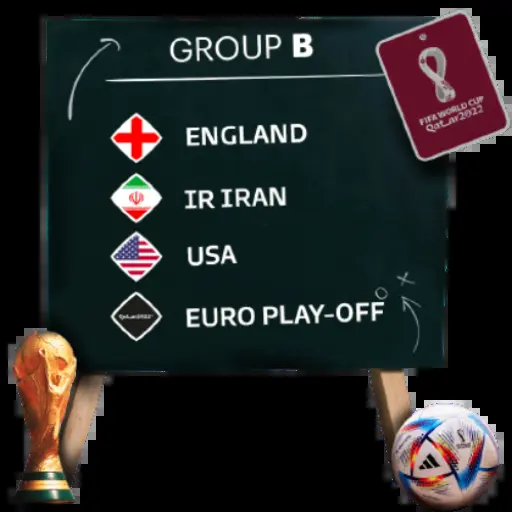 GROUP B
FIFA WORLD CUP
Qatar2022
ENGLAND
IR IRAN
USA
EURO PLAY-OFF